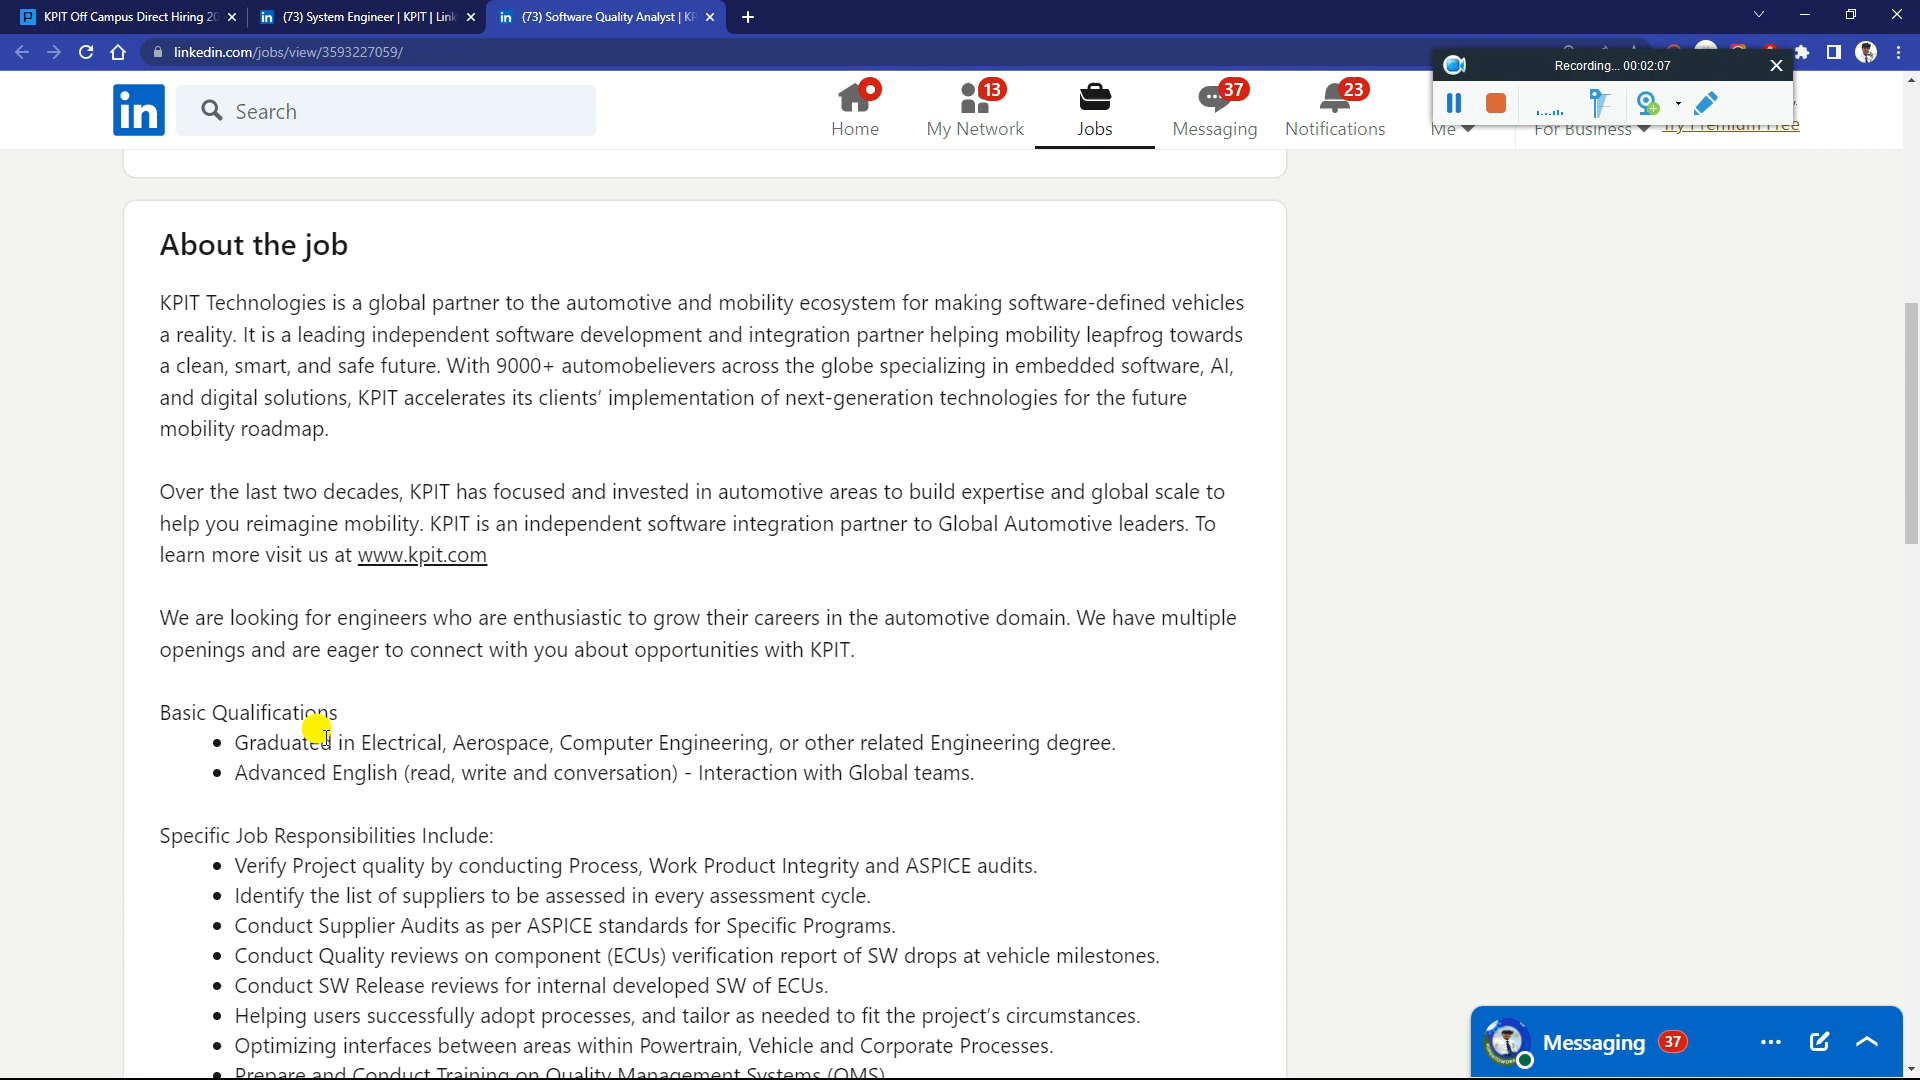 KPIT Off Campus Direct Hiring 20
(73) System Engineer | KPIT | Link
(73) Software Quality Analyst | KP
linkedin.com/jobs/view/3593227059/
Recording... 00:02:07
in
Search
13
37
23
Home
My Network
Jobs
Messaging
Notifications
Me
For Business
Try Premium Free
About the job
KPIT Technologies is a global partner to the automotive and mobility ecosystem for making software-defined vehicles
a reality. It is a leading independent software development and integration partner helping mobility leapfrog towards
a clean, smart, and safe future. With 9000+ automobelievers across the globe specializing in embedded software, AI,
and digital solutions, KPIT accelerates its clients' implementation of next-generation technologies for the future
mobility roadmap.
Over the last two decades, KPIT has focused and invested in automotive areas to build expertise and global scale to
help you reimagine mobility. KPIT is an independent software integration partner to Global Automotive leaders. To
learn more visit us at www.kpit.com
We are looking for engineers who are enthusiastic to grow their careers in the automotive domain. We have multiple
openings and are eager to connect with you about opportunities with KPIT.
Basic Qualifications
• Graduated in Electrical, Aerospace, Computer Engineering, or other related Engineering degree.
• Advanced English (read, write and conversation) - Interaction with Global teams.
Specific Job Responsibilities Include:
• Verify Project quality by conducting Process, Work Product Integrity and ASPICE audits.
• Identify the list of suppliers to be assessed in every assessment cycle.
• Conduct Supplier Audits as per ASPICE standards for Specific Programs.
• Conduct Quality reviews on component (ECUs) verification report of SW drops at vehicle milestones.
• Conduct SW Release reviews for internal developed SW of ECUs.
• Helping users successfully adopt processes, and tailor as needed to fit the project's circumstances.
• Optimizing interfaces between areas within Powertrain, Vehicle and Corporate Processes.
• Prepare and Conduct Training on Quality Management Systems (QMS)
Messaging 37